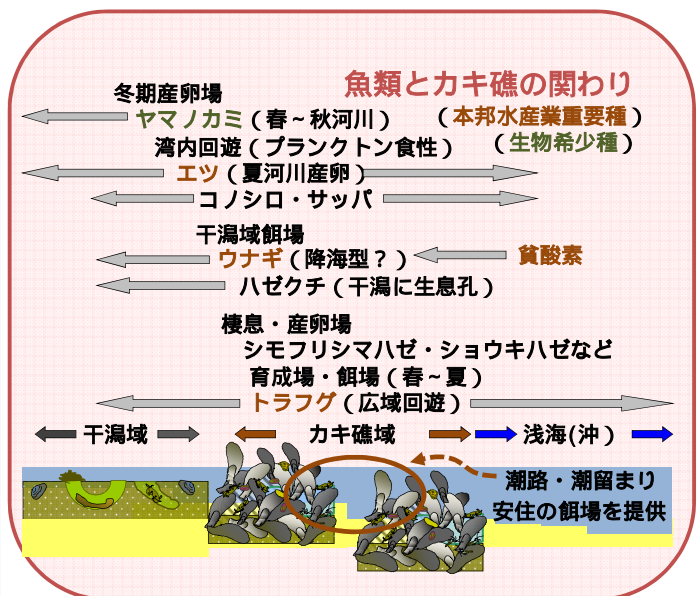 魚類とカキ礁の関わり
冬期産卵場
ヤマノカミ（春～秋河川）
（本邦水産業重要種）
（生物希少種）
湾内回遊（プランクトン食性）
エツ（夏河川産卵）
コノシロ・サッパ
干潟域餌場
ウナギ（降海型？）
貧酸素
ハゼクチ（干潟に生息孔）
棲息・産卵場
シモフリシマハゼ・ショウキハゼなど
育成場・餌場（春～夏）
トラフグ（広域回遊）
干潟域
カキ礁域
浅海(沖）
潮路・潮留まり
安住の餌場を提供